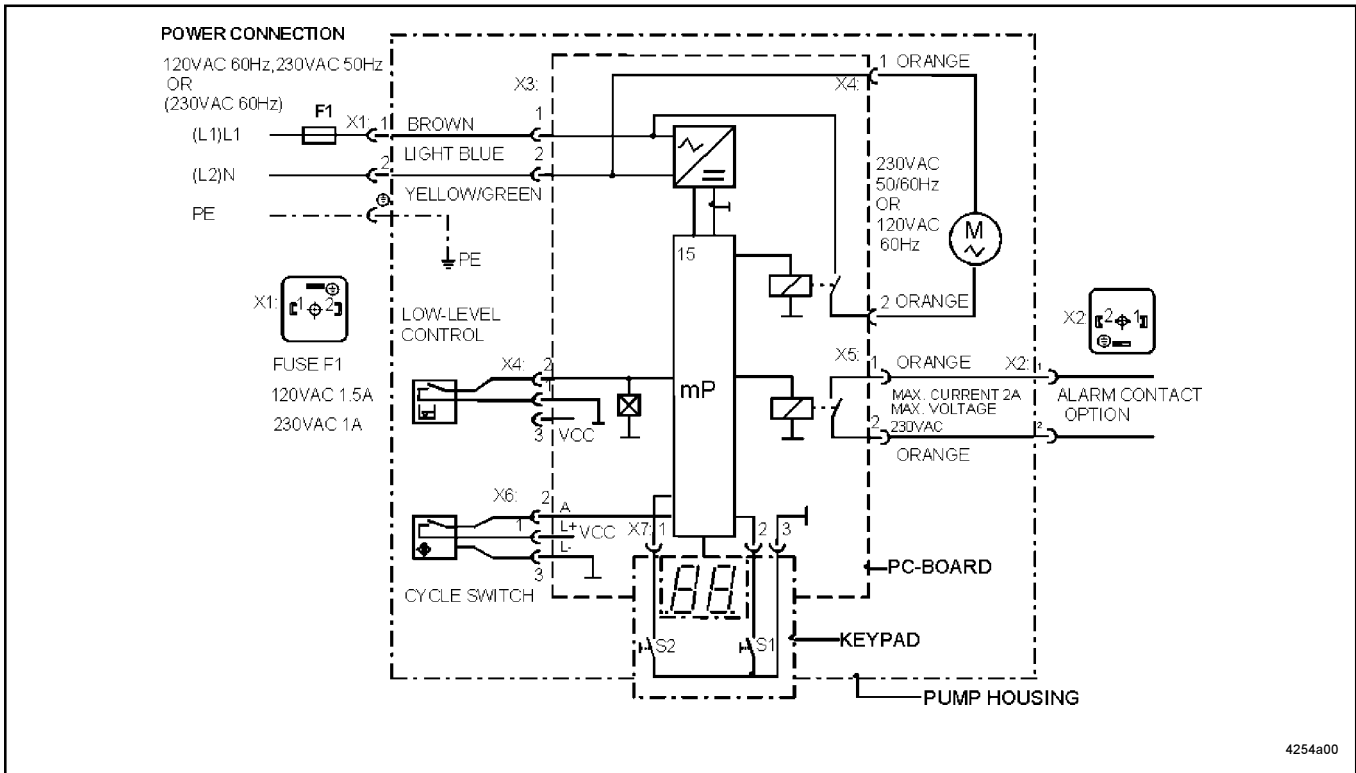 POWER CONNECTION
120VAC 60Hz,230VAC 50Hz
OR
(230VAC 60Hz)
F1
X1: 1
BROWN
X3:
1
(L1)L1
LIGHT BLUE
2
2
(L2)N
YELLOW/GREEN
PE
PE
X4:
1 ORANGE
230VAC
50/60Hz
OR
120VAC
60Hz
M
2 ORANGE
15
mP
X1:
1 2
LOW-LEVEL
CONTROL
FUSE F1
120VAC 1.5A
230VAC 1A
X4: 2
1
3
VCC
X5: 1
ORANGE
X2: 1
MAX. CURRENT 2A
MAX. VOLTAGE
230VAC
2
ORANGE
2
ALARM CONTACT
OPTION
X2:
2 1
X6: 2
A
1
L+ VCC
L-
3
CYCLE SWITCH
X7: 1
2
3
88
S2
S1
PC-BOARD
KEYPAD
PUMP HOUSING
4254a00